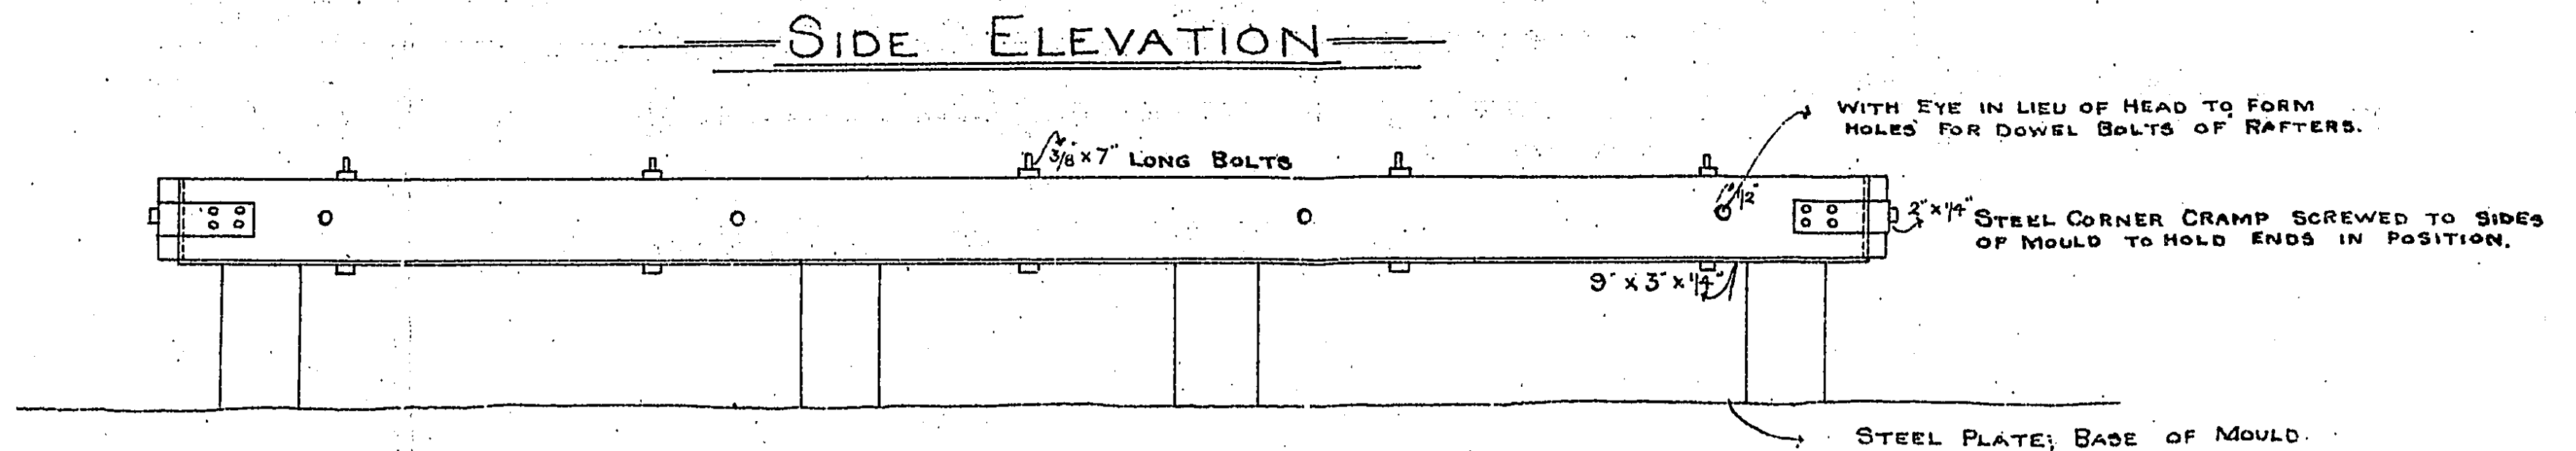 SIDE ELEVATION
WITH EYE IN LIEU OF HEAD TO FORM
HOLES FOR DOWEL BOLTS OF RAFTERS.
3/8" x 7" LONG BOLTS
1/2"
2" x 1/4" STEEL CORNER CRAMP SCREWED TO SIDES
OF MOULD TO HOLD ENDS IN POSITION.
9" x 3" x 1/4"
STEEL PLATE; BASE OF MOULD.